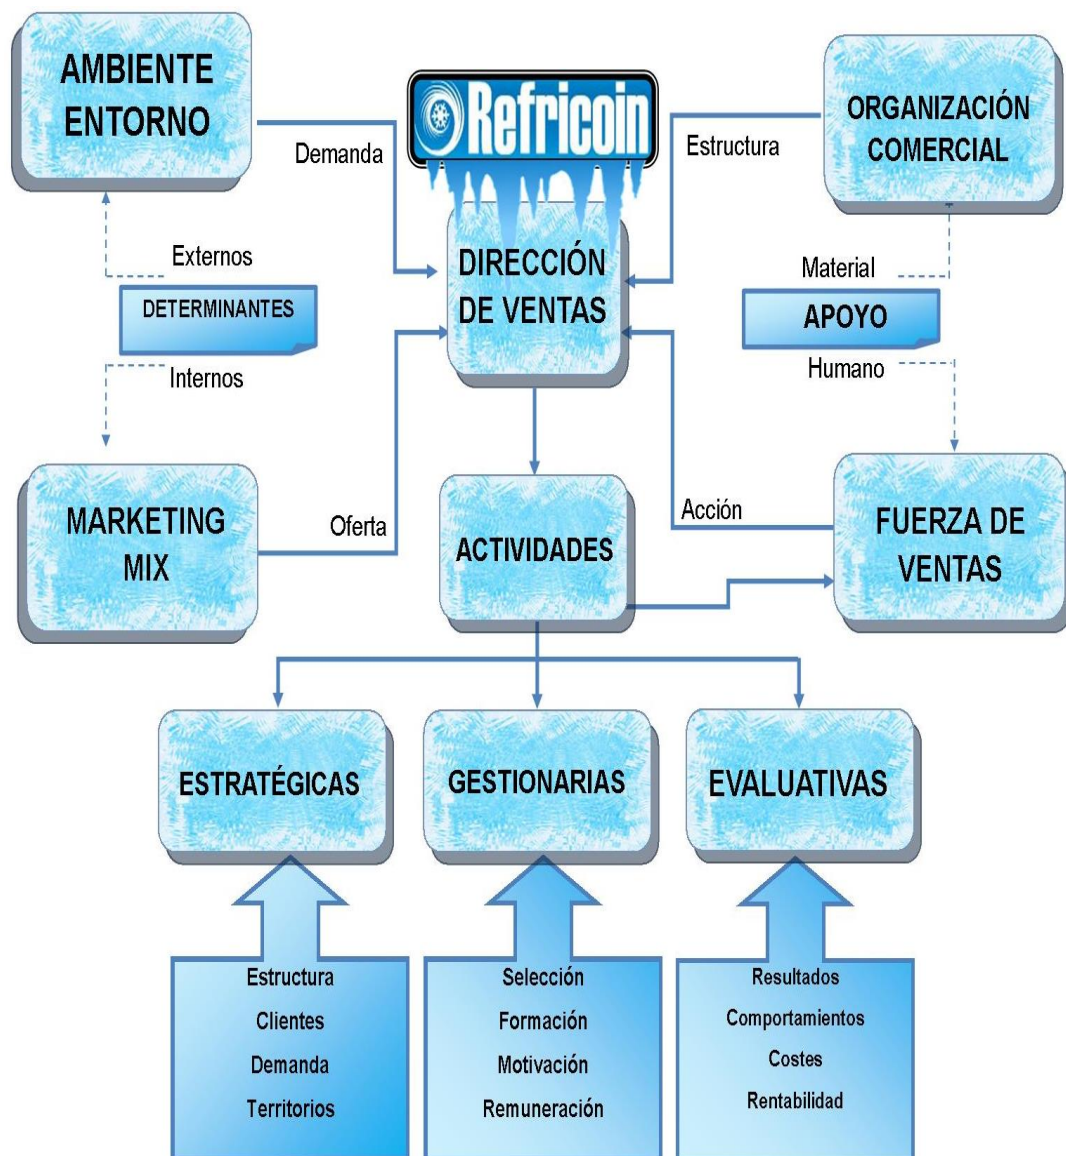 AMBIENTE
ENTORNO
Refricoin
ORGANIZACIÓN
COMERCIAL
Demanda
Estructura
Externos
DETERMINANTES
Internos
DIRECCIÓN
DE VENTAS
Material
APOYO
Humano
MARKETING
MIX
Oferta
ACTIVIDADES
Acción
FUERZA DE
VENTAS
ESTRATÉGICAS
GESTIONARIAS
EVALUATIVAS
Estructura
Clientes
Demanda
Territorios
Selección
Formación
Motivación
Remuneración
Resultados
Comportamientos
Costes
Rentabilidad